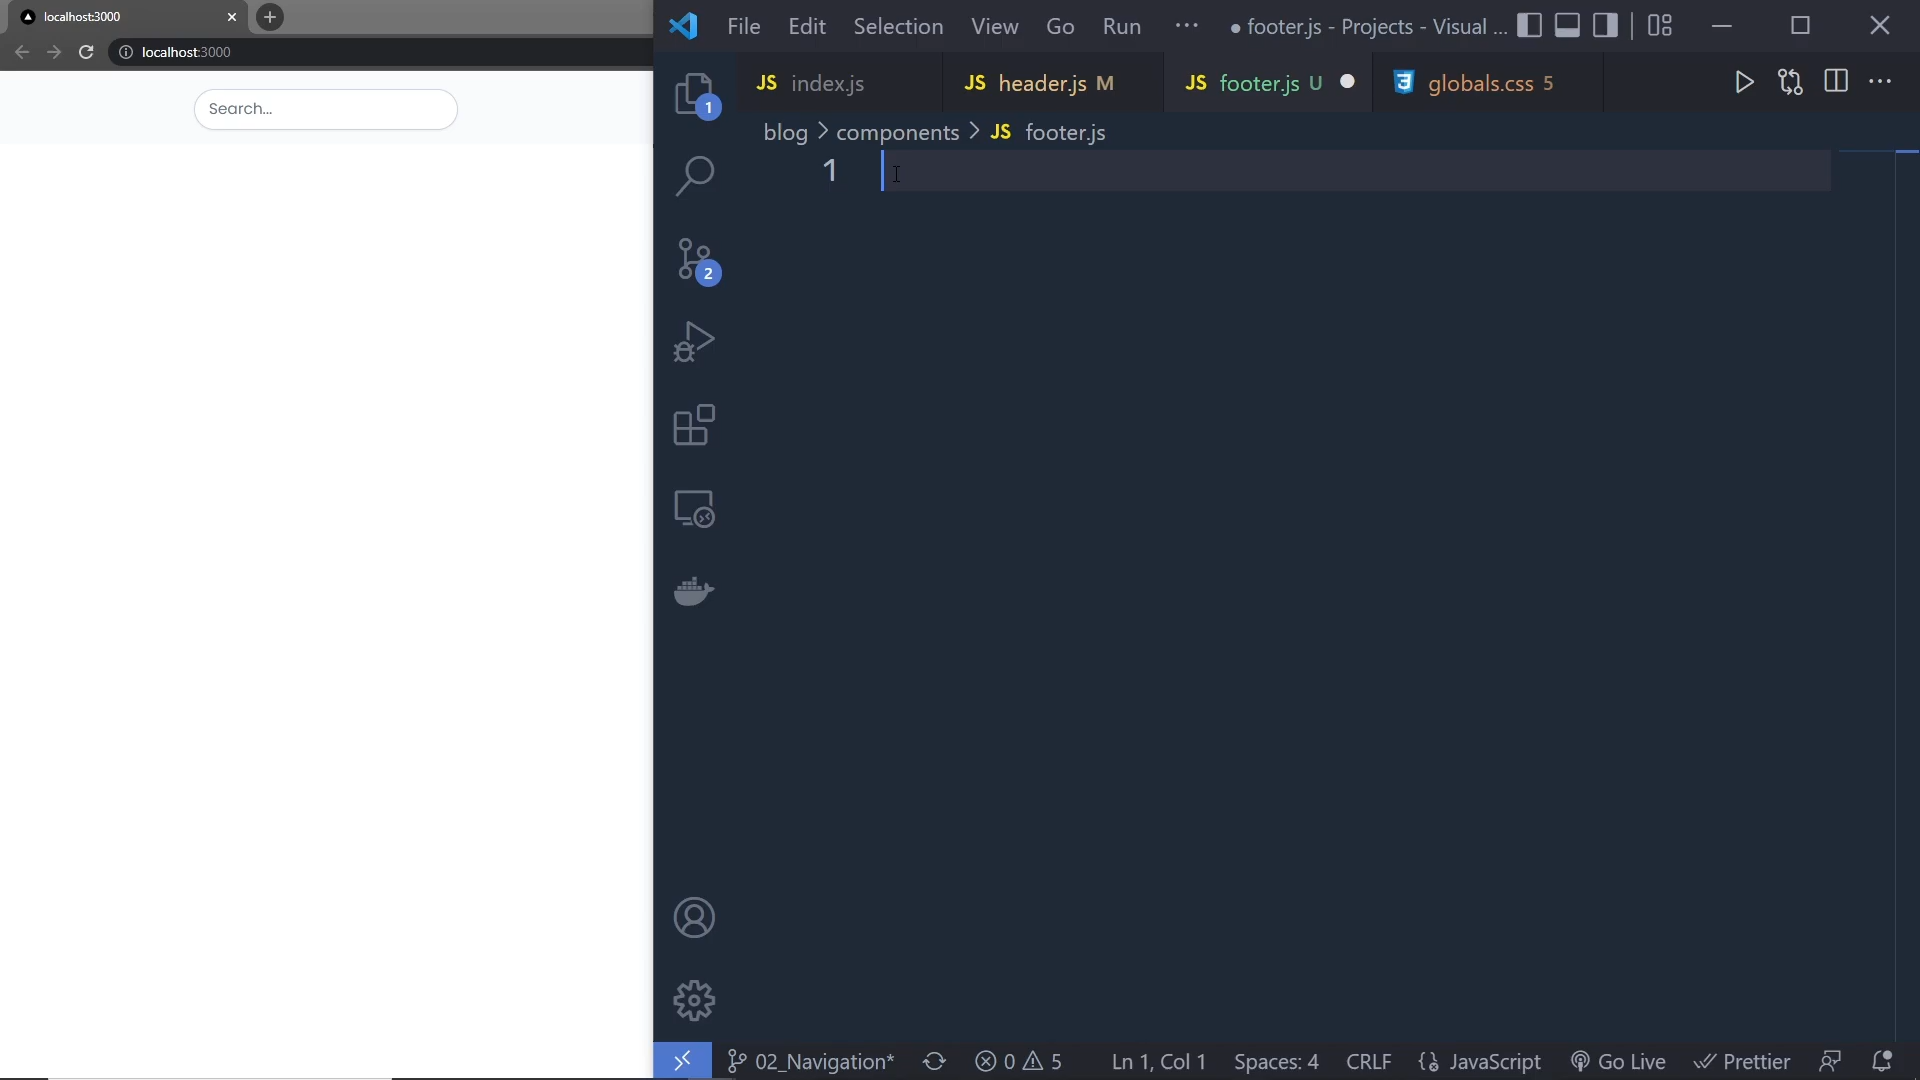 localhost:3000
localhost:3000
Search...
File Edit Selection View Go Run ··· ● footer.js - Projects - Visual ...
JS index.js JS header.js M JS footer.js U globals.css 5
blog > components > JS footer.js
1
1
2
02_Navigation* 0 5 Ln 1, Col 1 Spaces: 4 CRLF JavaScript Go Live Prettier